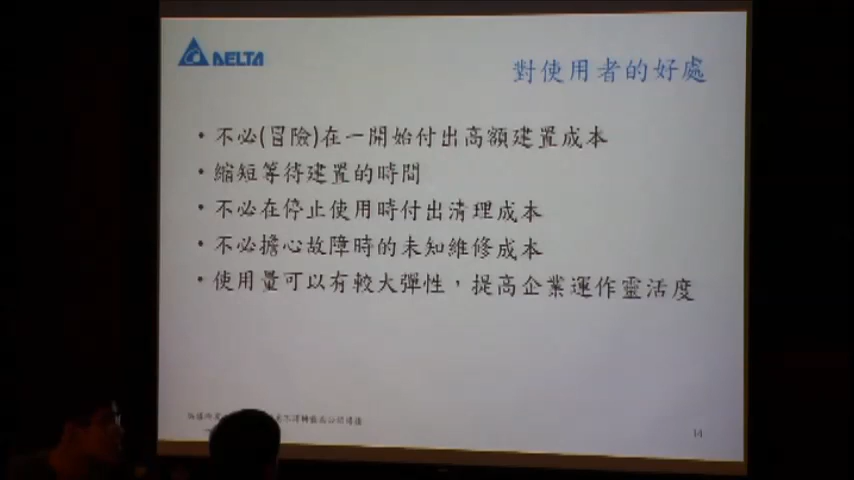 DELTA
對使用者的好處
• 不必(冒險)在一開始付出高額建置成本
• 縮短等待建置的時間
• 不必在停止使用時付出清理成本
• 不必擔心故障時的未知維修成本
• 使用量可以有較大彈性，提高企業運作靈活度
14